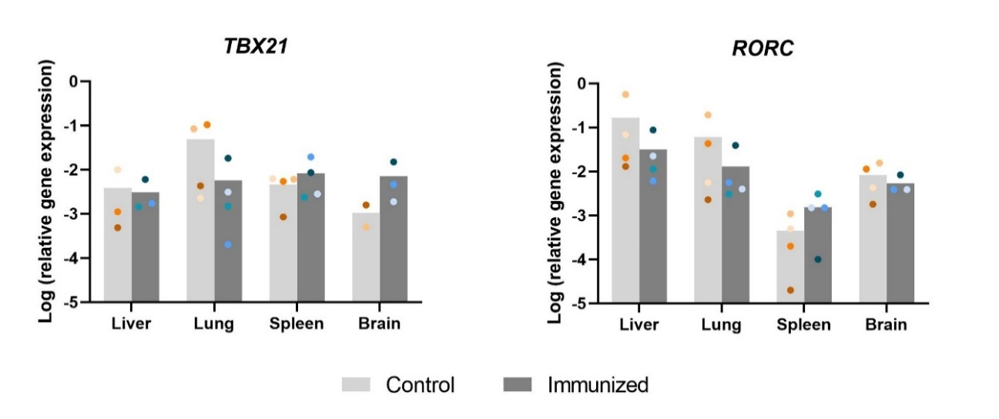 TBX21
Log (relative gene expression)
0
-1
-2
-3
-4
-5
Liver Lung Spleen Brain
RORC
Log (relative gene expression)
0
-1
-2
-3
-4
-5
Liver Lung Spleen Brain
Control Immunized